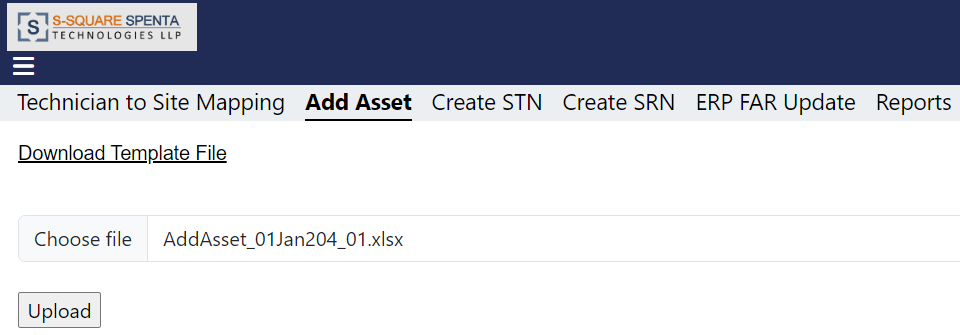 S
S-SQUARE SPENTA
TECHNOLOGIES LLP
Technician to Site Mapping Add Asset Create STN Create SRN ERP FAR Update Reports
Download Template File
Choose file AddAsset_01Jan204_01.xlsx
Upload